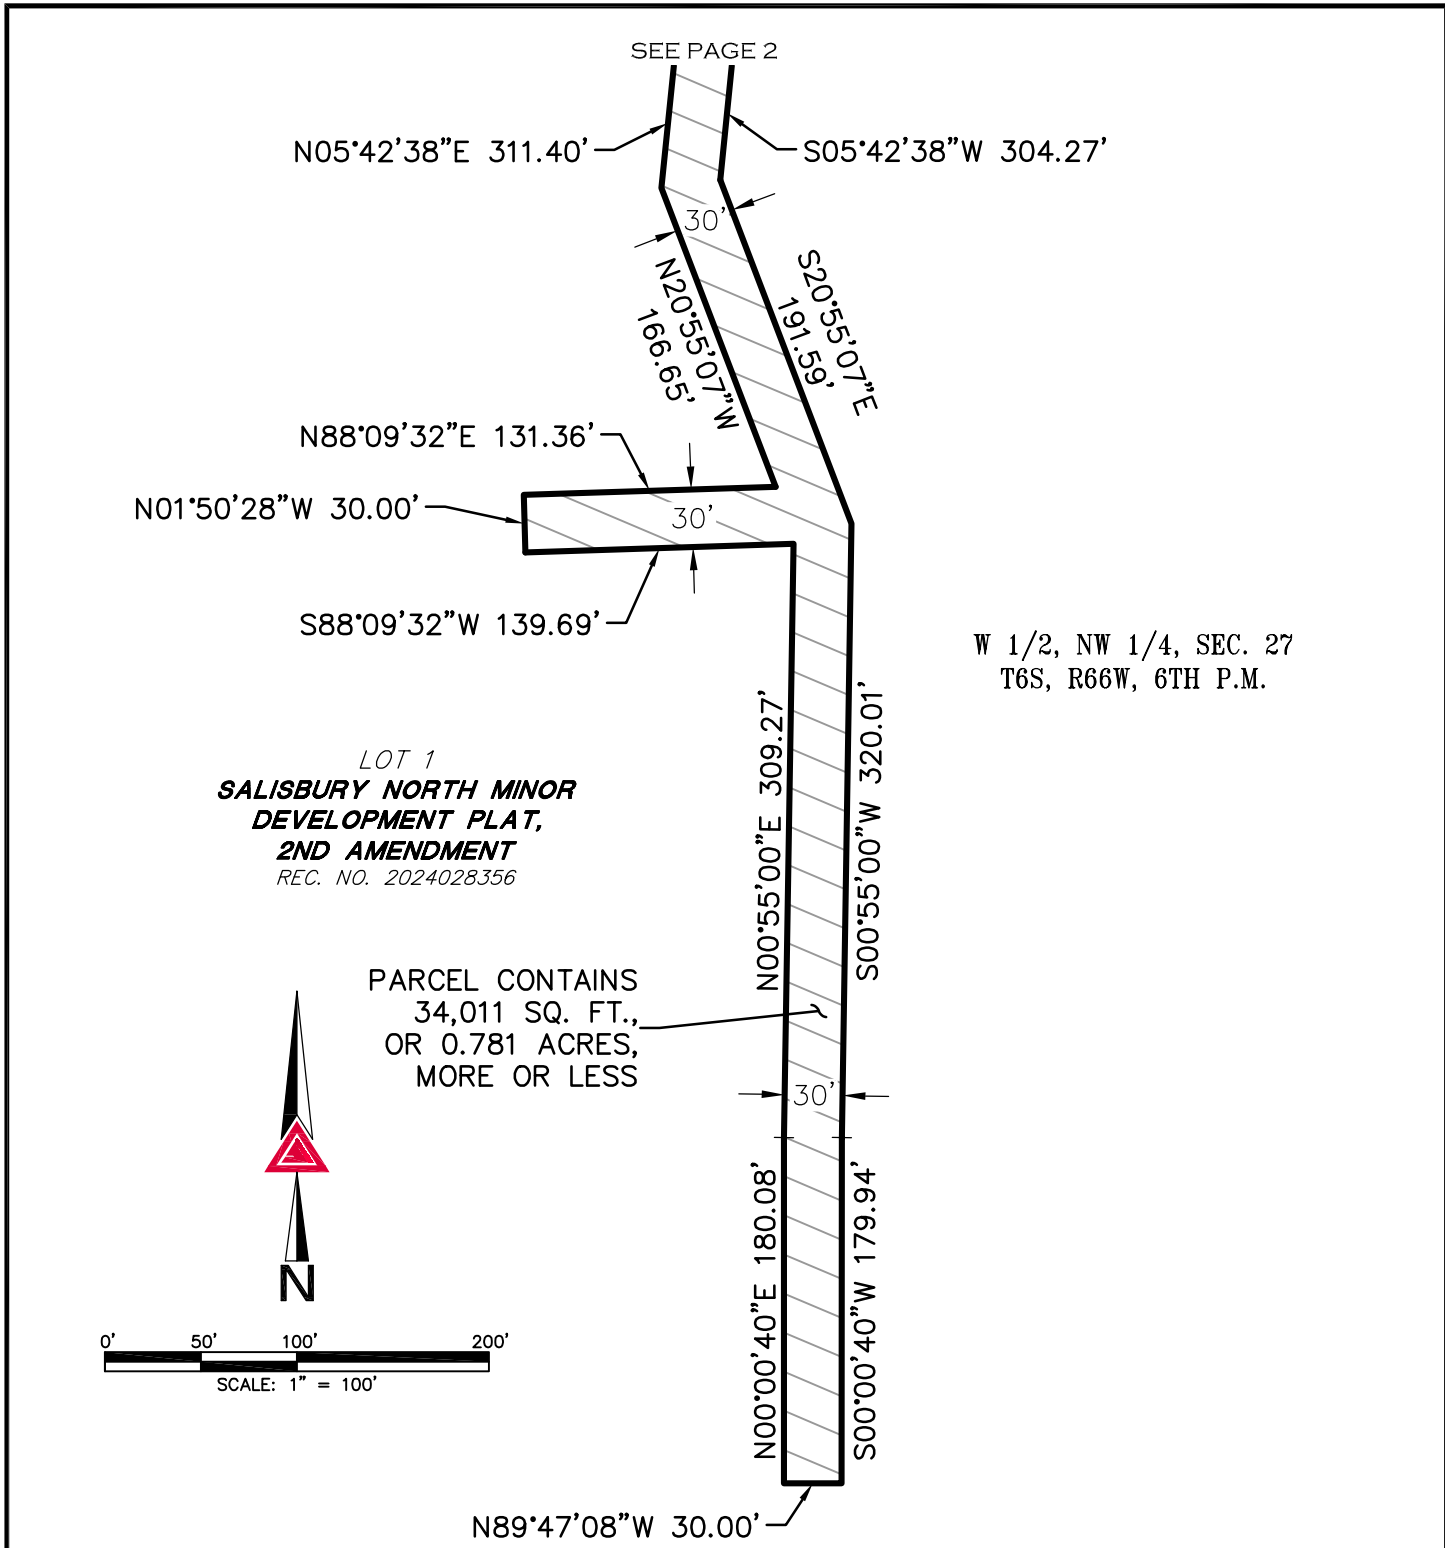 SEE PAGE 2
N05°42'38"E 311.40'
S05°42'38"W 304.27'
30'
N20°55'07"W
166.65'
S20°55'07"E
191.59'
N88°09'32"E 131.36'
N01°50'28"W 30.00'
30'
S88°09'32"W 139.69'
W 1/2, NW 1/4, SEC. 27
T6S, R66W, 6TH P.M.
N00°55'00"E 309.27'
S00°55'00"W 320.01'
LOT 1
SALISBURY NORTH MINOR
DEVELOPMENT PLAT,
2ND AMENDMENT
REC. NO. 2024028356
PARCEL CONTAINS
34,011 SQ. FT.,
OR 0.781 ACRES,
MORE OR LESS
30'
N00°00'40"E 180.08'
S00°00'40"W 179.94'
N
0' 50' 100' 200'
SCALE: 1" = 100'
N89°47'08"W 30.00'